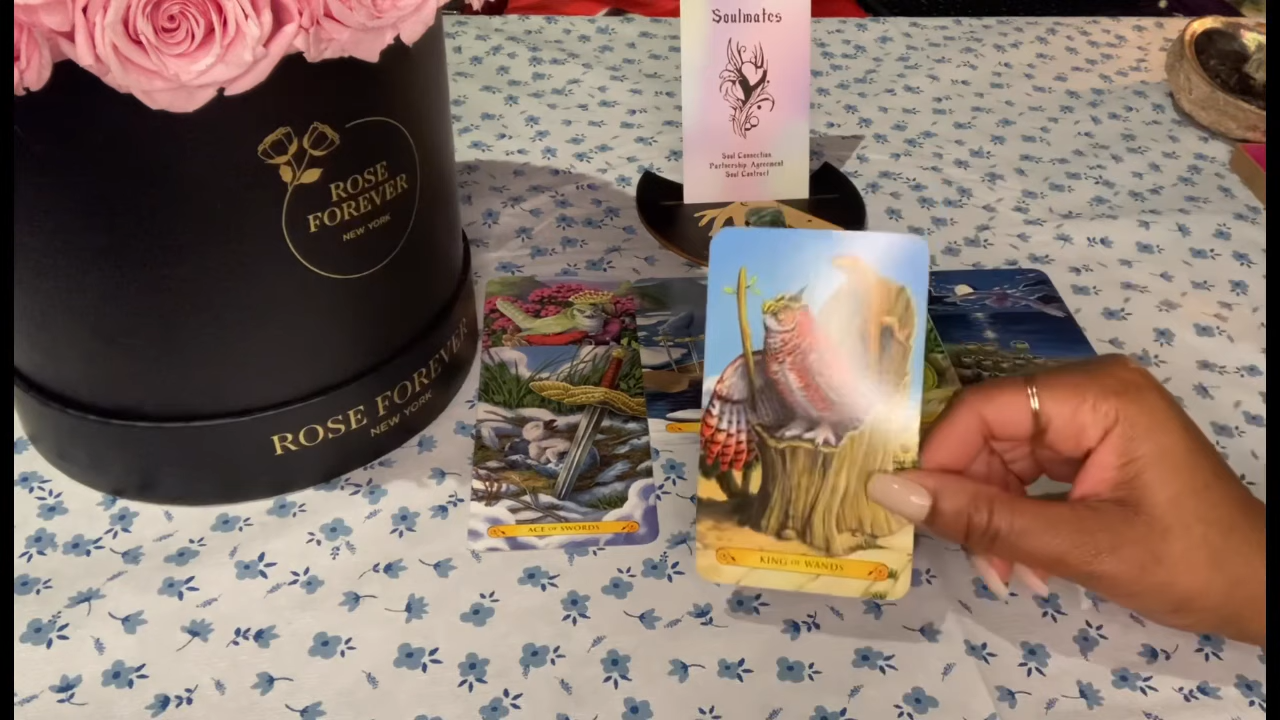 Soulmates
Soul Connection
Partnership, Agreement
Soul Contract
ROSE
FOREVER
NEW YORK
ROSE FOREVER
NEW YORK
ACE OF SWORDS
KING OF WANDS